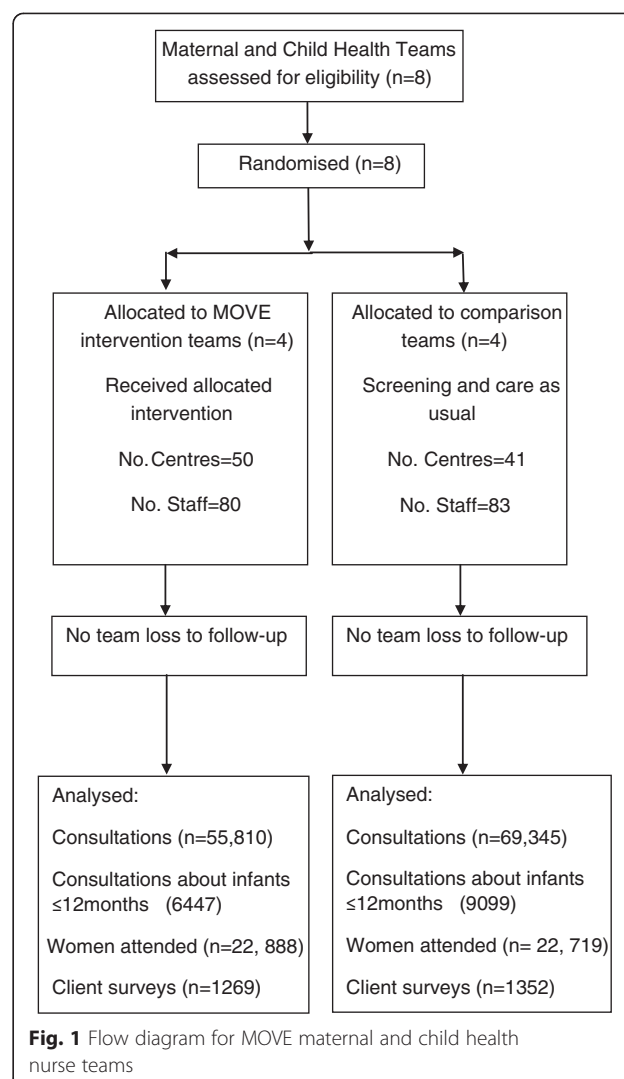 Maternal and Child Health Teams
assessed for eligibility (n=8)
Randomised (n=8)
Allocated to MOVE
intervention teams (n=4)
Received allocated
intervention
No.Centres=50
No. Staff=80
Allocated to comparison
teams (n=4)
Screening and care as
usual
No. Centres=41
No. Staff=83
No team loss to follow-up
No team loss to follow-up
Analysed:
Consultations (n=55,810)
Consultations about infants
≤12months (6447)
Women attended (n=22, 888)
Client surveys (n=1269)
Analysed:
Consultations (n=69,345)
Consultations about infants
≤12months (9099)
Women attended (n= 22, 719)
Client surveys (n=1352)
Fig. 1 Flow diagram for MOVE maternal and child health
nurse teams